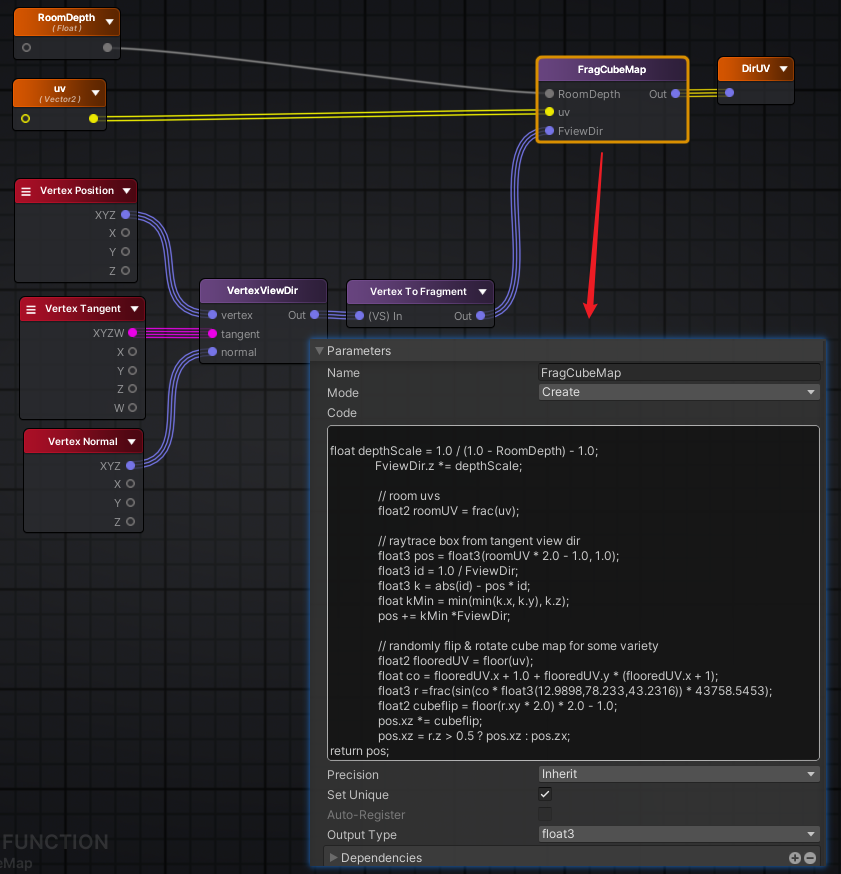 RoomDepth
( Float )
uv
( Vector2 )
FragCubeMap
RoomDepth Out
uv
FviewDir
DirUV
Vertex Position
XYZ
X
Y
Z
Vertex Tangent
XYZW
X
Y
Z
W
Vertex Normal
XYZ
X
Y
Z
VertexViewDir
vertex Out
tangent
normal
Vertex To Fragment
(VS) In Out
Parameters
Name FragCubeMap
Mode Create
Code
float depthScale = 1.0 / (1.0 - RoomDepth) - 1.0;
FviewDir.z *= depthScale;
// room uvs
float2 roomUV = frac(uv);
// raytrace box from tangent view dir
float3 pos = float3(roomUV * 2.0 - 1.0, 1.0);
float3 id = 1.0 / FviewDir;
float3 k = abs(id) - pos * id;
float kMin = min(min(k.x, k.y), k.z);
pos += kMin *FviewDir;
// randomly flip & rotate cube map for some variety
float2 flooredUV = floor(uv);
float co = flooredUV.x + 1.0 + flooredUV.y * (flooredUV.x + 1);
float3 r =frac(sin(co * float3(12.9898,78.233,43.2316)) * 43758.5453);
float2 cubeflip = floor(r.xy * 2.0) * 2.0 - 1.0;
pos.xz *= cubeflip;
pos.xz = r.z > 0.5 ? pos.xz : pos.zx;
return pos;
Precision Inherit
Set Unique
Auto-Register
Output Type float3
Dependencies
FUNCTION
eMap